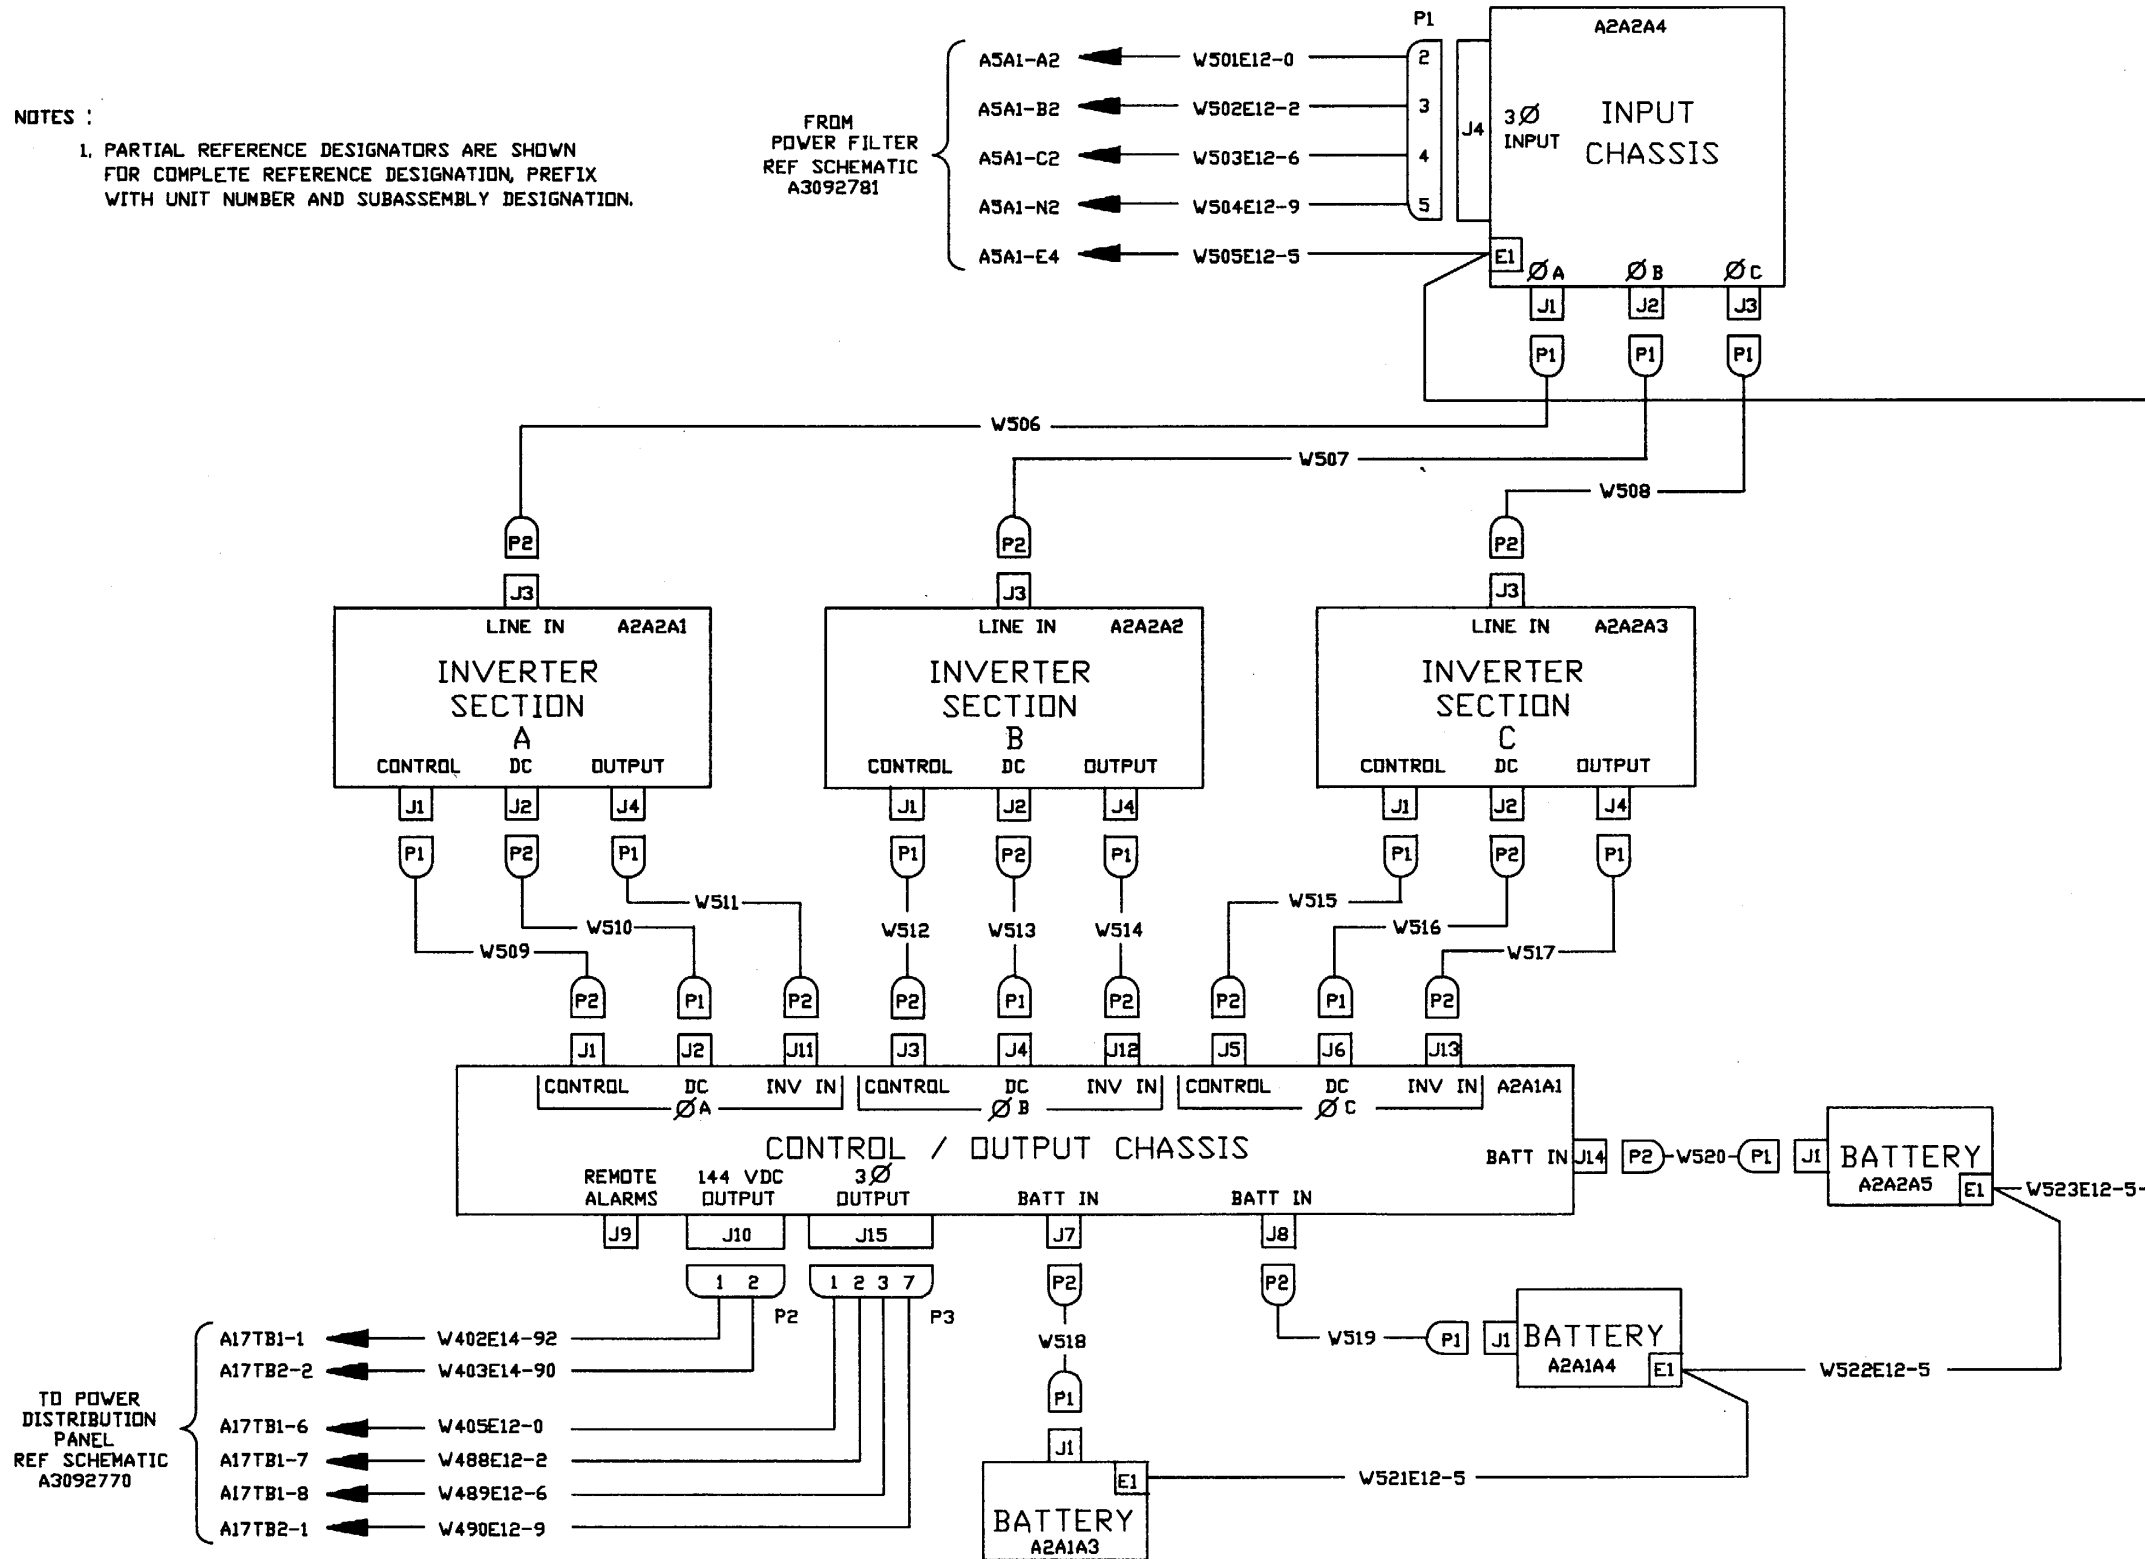 NOTES :
1. PARTIAL REFERENCE DESIGNATORS ARE SHOWN
FOR COMPLETE REFERENCE DESIGNATION, PREFIX
WITH UNIT NUMBER AND SUBASSEMBLY DESIGNATION.
FROM
POWER FILTER
REF SCHEMATIC
A3092781
P1
A2A2A4
A5A1-A2 W501E12-0 2
A5A1-B2 W502E12-2 3
A5A1-C2 W503E12-6 4
A5A1-N2 W504E12-9 5
A5A1-E4 W505E12-5 E1
J4
3Ø
INPUT
INPUT
CHASSIS
ØA ØB ØC
J1 J2 J3
P1 P1 P1
W506
W507
W508
P2 P2 P2
J3 J3 J3
LINE IN A2A2A1
INVERTER
SECTION
A
CONTROL DC OUTPUT
J1 J2 J4
P1 P2 P1
LINE IN A2A2A2
INVERTER
SECTION
B
CONTROL DC OUTPUT
J1 J2 J4
P1 P2 P1
LINE IN A2A2A3
INVERTER
SECTION
C
CONTROL DC OUTPUT
J1 J2 J4
P1 P2 P1
W511
W510
W509
W512 W513 W514
W515
W516
W517
P2 P1 P2 P2 P1 P2 P2 P1 P2
J1 J2 J11 J3 J4 J12 J5 J6 J13
CONTROL DC INV IN CONTROL DC INV IN CONTROL DC INV IN A2A1A1
ØA ØB ØC
CONTROL / OUTPUT CHASSIS
BATT IN J14 P2 W520 P1 J1 BATTERY
A2A2A5
E1 W523E12-5
REMOTE
ALARMS
144 VDC
OUTPUT
3Ø
OUTPUT
BATT IN
BATT IN
J9 J10 J15 J7 J8
1 2
P2
1 2 3 7
P3
P2
W518
P1
J1
E1
BATTERY
A2A1A3
W521E12-5
P2
W519
P1
J1
BATTERY
A2A1A4
E1
W522E12-5
TO POWER
DISTRIBUTION
PANEL
REF SCHEMATIC
A3092770
A17TB1-1 W402E14-92
A17TB2-2 W403E14-90
A17TB1-6 W405E12-0
A17TB1-7 W488E12-2
A17TB1-8 W489E12-6
A17TB2-1 W490E12-9